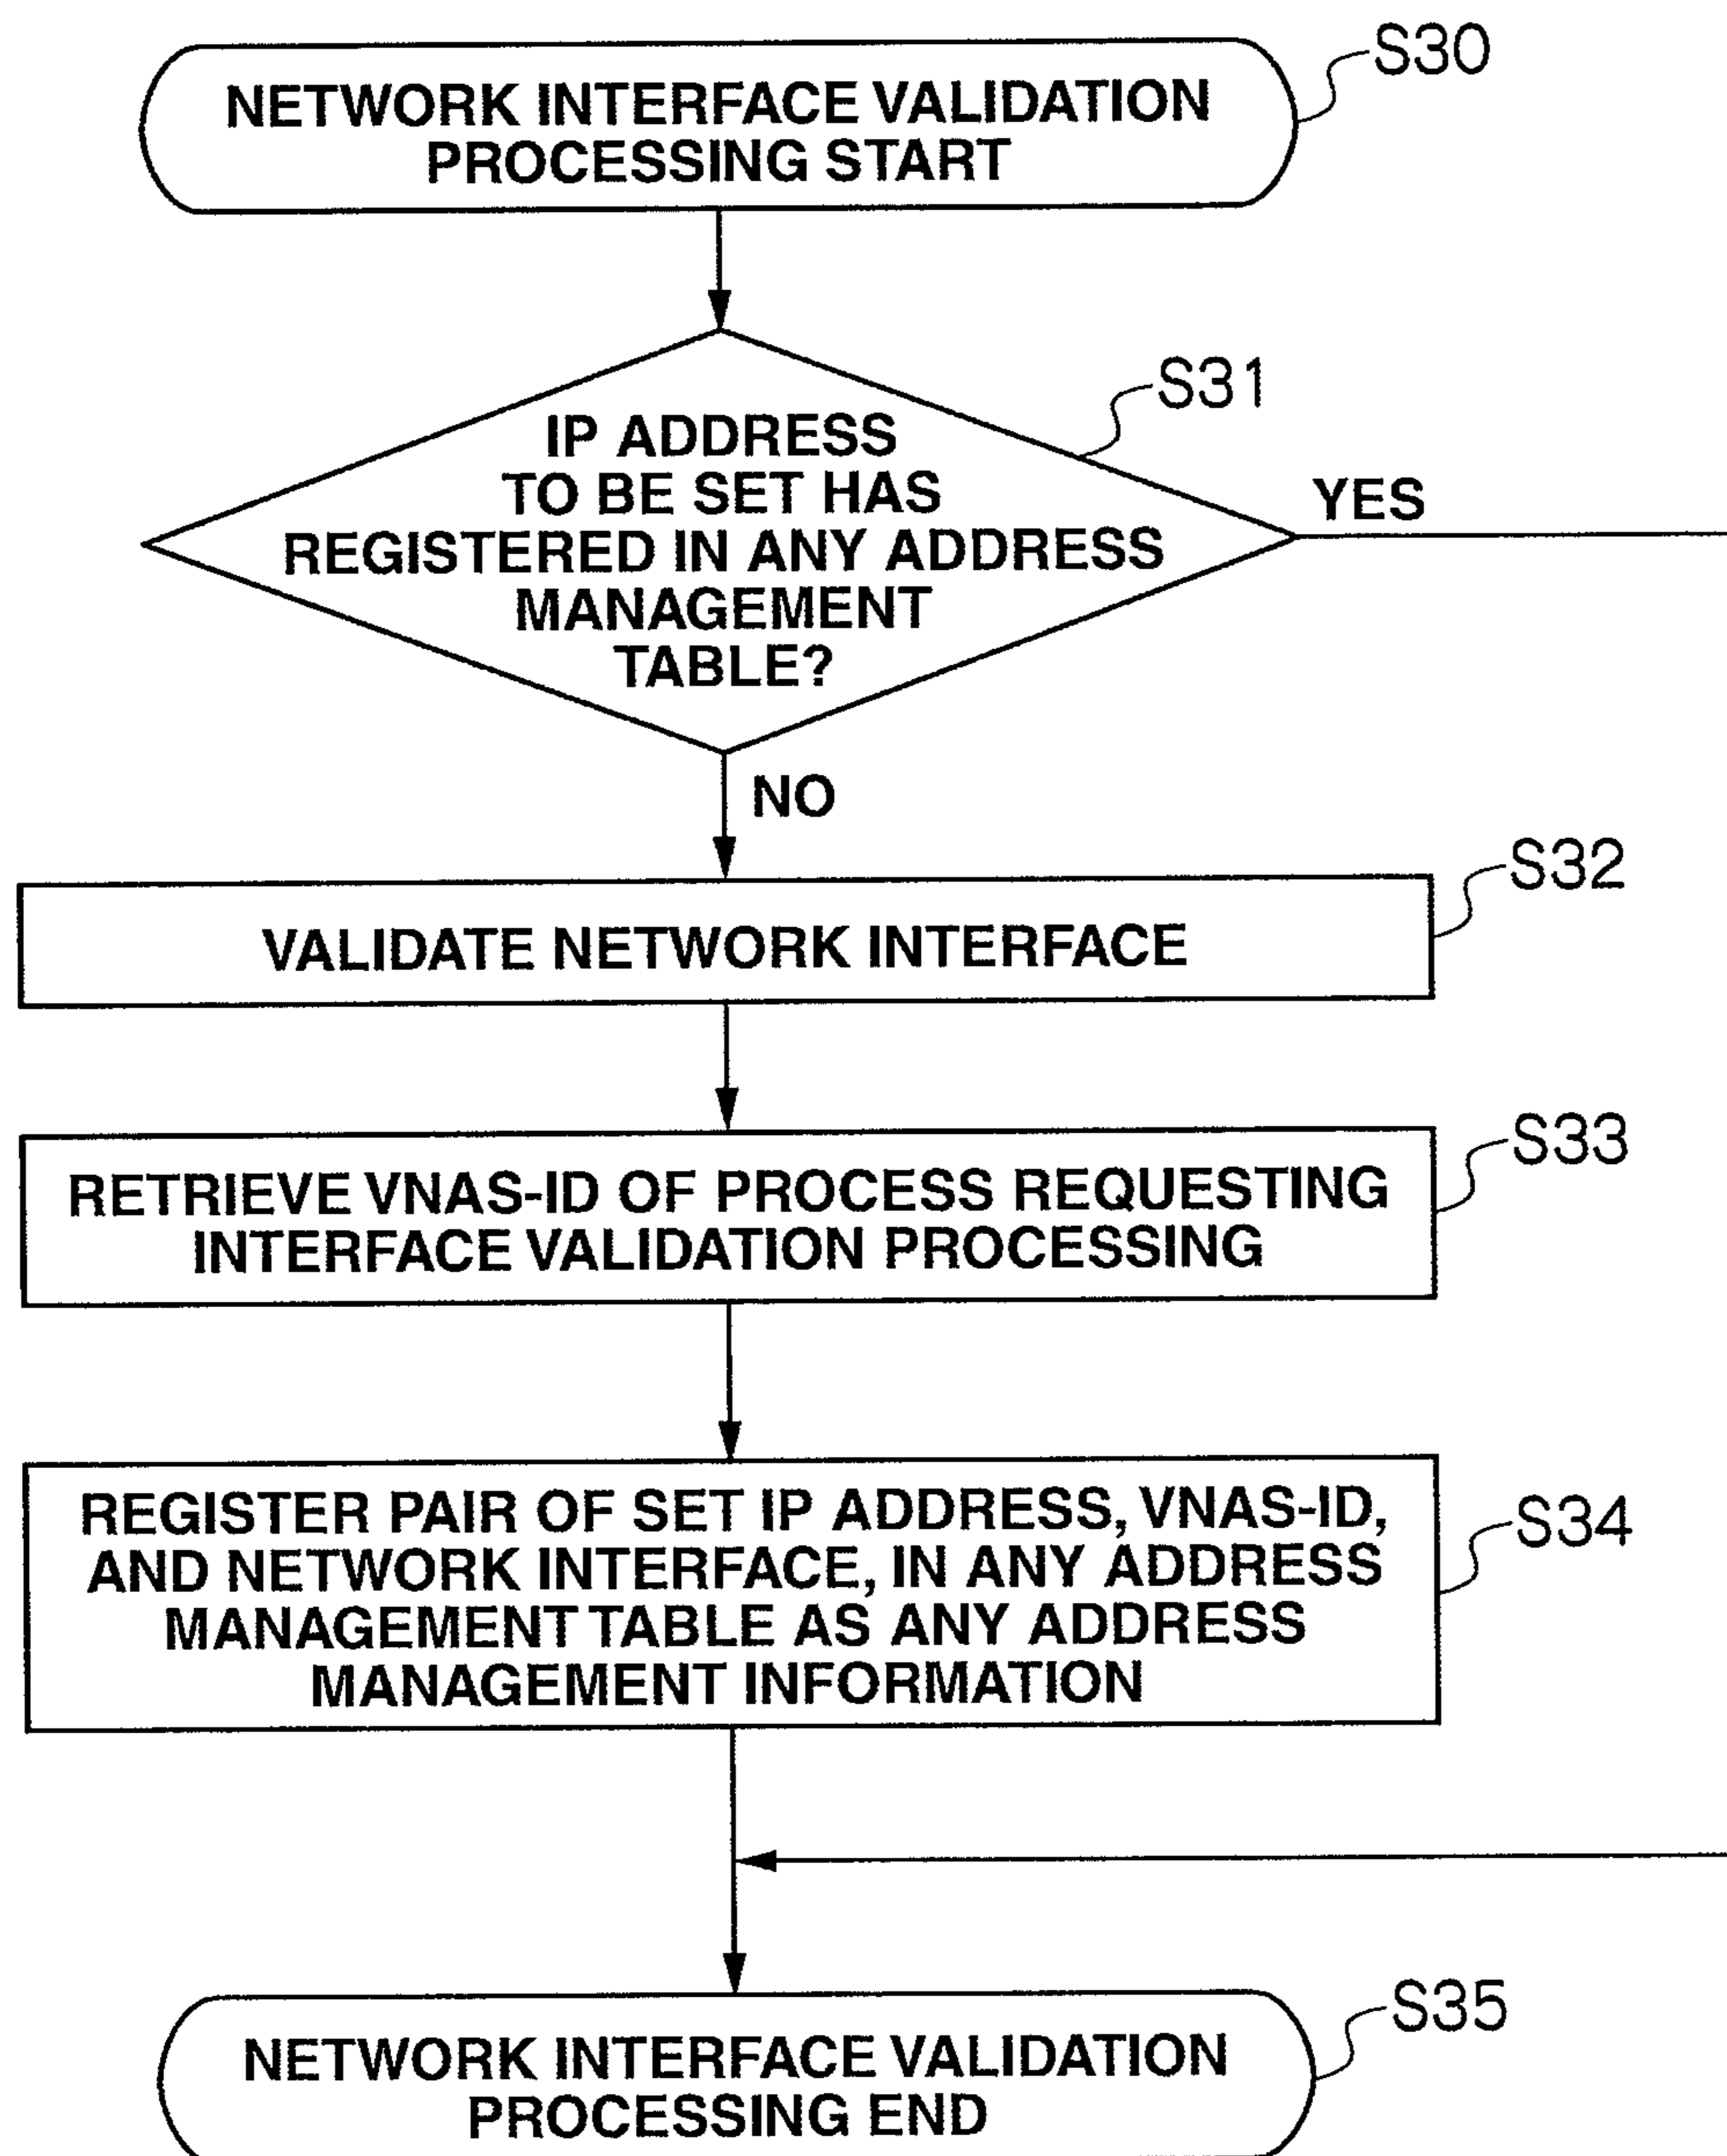 S30
NETWORK INTERFACE VALIDATION
PROCESSING START
S31
IP ADDRESS
TO BE SET HAS
REGISTERED IN ANY ADDRESS
MANAGEMENT
TABLE?
YES
NO
S32
VALIDATE NETWORK INTERFACE
S33
RETRIEVE VNAS-ID OF PROCESS REQUESTING
INTERFACE VALIDATION PROCESSING
S34
REGISTER PAIR OF SET IP ADDRESS, VNAS-ID,
AND NETWORK INTERFACE, IN ANY ADDRESS
MANAGEMENT TABLE AS ANY ADDRESS
MANAGEMENT INFORMATION
S35
NETWORK INTERFACE VALIDATION
PROCESSING END